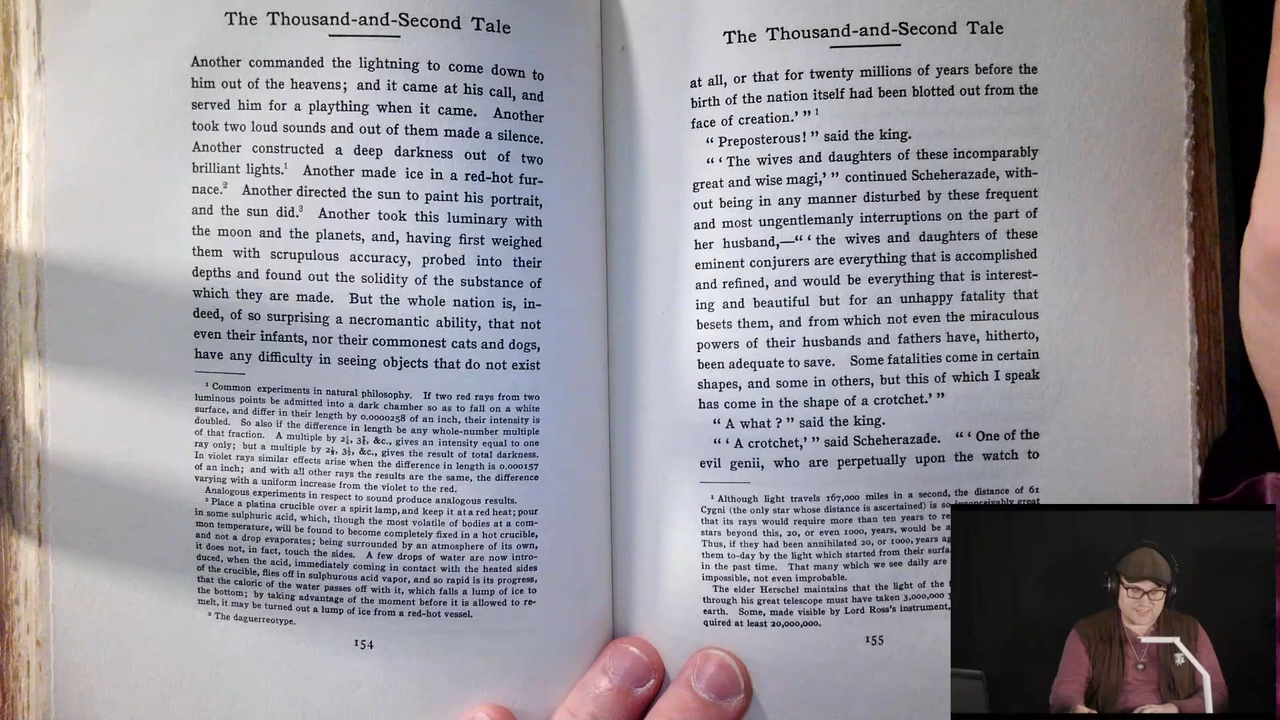 The Thousand-and-Second Tale
Another commanded the lightning to come down to
him out of the heavens; and it came at his call, and
served him for a plaything when it came. Another
took two loud sounds and out of them made a silence.
Another constructed a deep darkness out of two
brilliant lights.¹ Another made ice in a red-hot fur-
nace.² Another directed the sun to paint his portrait,
and the sun did.³ Another took this luminary with
the moon and the planets, and, having first weighed
them with scrupulous accuracy, probed into their
depths and found out the solidity of the substance of
which they are made. But the whole nation is, in-
deed, of so surprising a necromantic ability, that not
even their infants, nor their commonest cats and dogs,
have any difficulty in seeing objects that do not exist
¹ Common experiments in natural philosophy. If two red rays from two
luminous points be admitted into a dark chamber so as to fall on a white
surface, and differ in their length by 0.0000258 of an inch, their intensity is
doubled. So also if the difference in length be any whole-number multiple
of that fraction. A multiple by 2¼, 3¼, &c., gives an intensity equal to one
ray only; but a multiple by 2½, 3½, &c., gives the result of total darkness.
In violet rays similar effects arise when the difference in length is 0.000157
of an inch; and with all other rays the results are the same, the difference
varying with a uniform increase from the violet to the red.
Analogous experiments in respect to sound produce analogous results.
² Place a platina crucible over a spirit lamp, and keep it at a red heat; pour
in some sulphuric acid, which, though the most volatile of bodies at a com-
mon temperature, will be found to become completely fixed in a hot crucible,
and not a drop evaporates; being surrounded by an atmosphere of its own,
it does not, in fact, touch the sides. A few drops of water are now intro-
duced, when the acid, immediately coming in contact with the heated sides
of the crucible, flies off in sulphurous acid vapor, and so rapid is its progress,
that the caloric of the water passes off with it, which falls a lump of ice to
the bottom; by taking advantage of the moment before it is allowed to re-
melt, it may be turned out a lump of ice from a red-hot vessel.
³ The daguerreotype.
154
The Thousand-and-Second Tale
at all, or that for twenty millions of years before the
birth of the nation itself had been blotted out from the
face of creation.’ ” ¹
“ Preposterous! ” said the king.
“ ‘ The wives and daughters of these incomparably
great and wise magi,’ ” continued Scheherazade, with-
out being in any manner disturbed by these frequent
and most ungentlemanly interruptions on the part of
her husband,—“ ‘ the wives and daughters of these
eminent conjurers are everything that is accomplished
and refined, and would be everything that is interest-
ing and beautiful but for an unhappy fatality that
besets them, and from which not even the miraculous
powers of their husbands and fathers have, hitherto,
been adequate to save. Some fatalities come in certain
shapes, and some in others, but this of which I speak
has come in the shape of a crotchet.’ ”
“ A what ? ” said the king.
“ ‘ A crotchet,’ ” said Scheherazade. “ ‘ One of the
evil genii, who are perpetually upon the watch to
¹ Although light travels 167,000 miles in a second, the distance of 61
Cygni (the only star whose distance is ascertained) is so inconceivably great
that its rays would require more than ten years to
stars beyond this, 20, or even 1000, years, would be
Thus, if they had been annihilated 20, or 1000, years
them to-day by the light which started from their
in the past time. That many which we see daily are
impossible, not even improbable.
The elder Herschel maintains that the light of the
through his great telescope must have taken 3,000,000
earth. Some, made visible by Lord Ross's instrument,
quired at least 20,000,000.
155